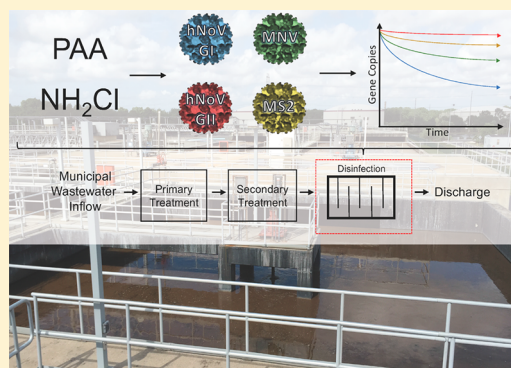 PAA
NH₂Cl
hNoV
GI
MNV
hNoV
GII
MS2
Gene Copies
Time
Municipal
Wastewater
Inflow
Primary
Treatment
Secondary
Treatment
Disinfection
Discharge